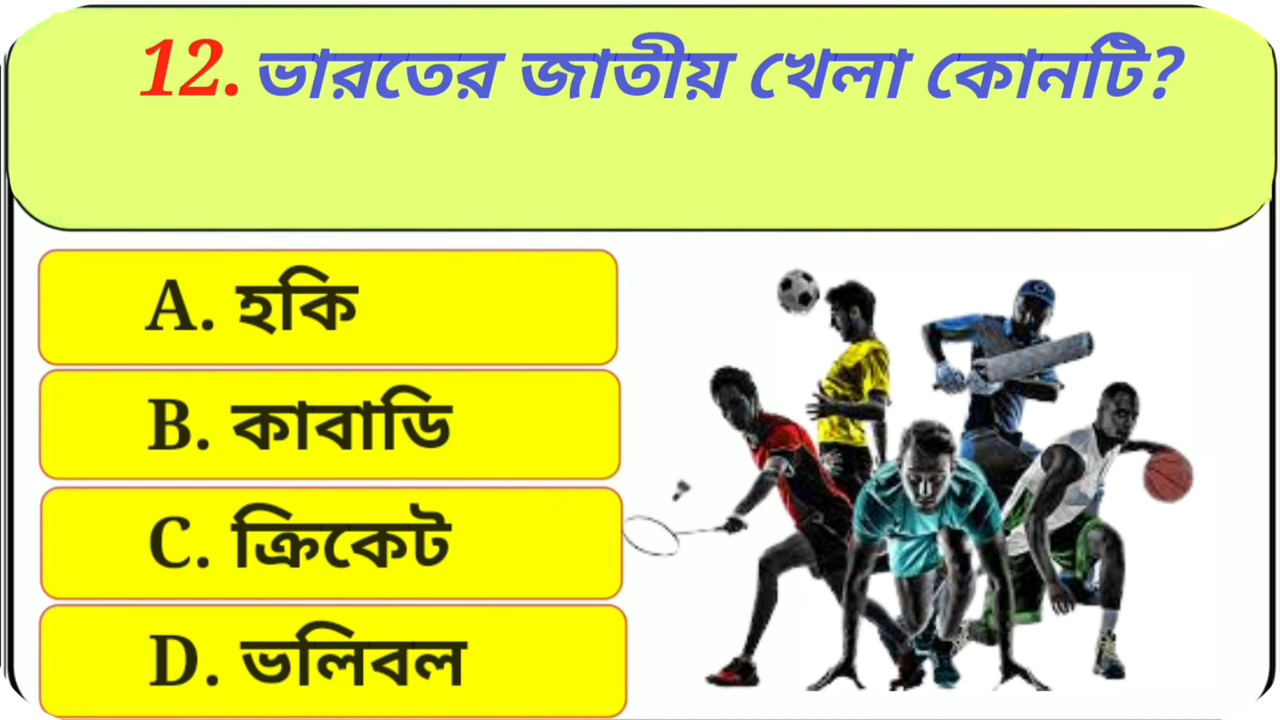 12. ভারতের জাতীয় খেলা কোনটি?
A. হকি
B. কাবাডি
C. ক্রিকেট
D. ভলিবল